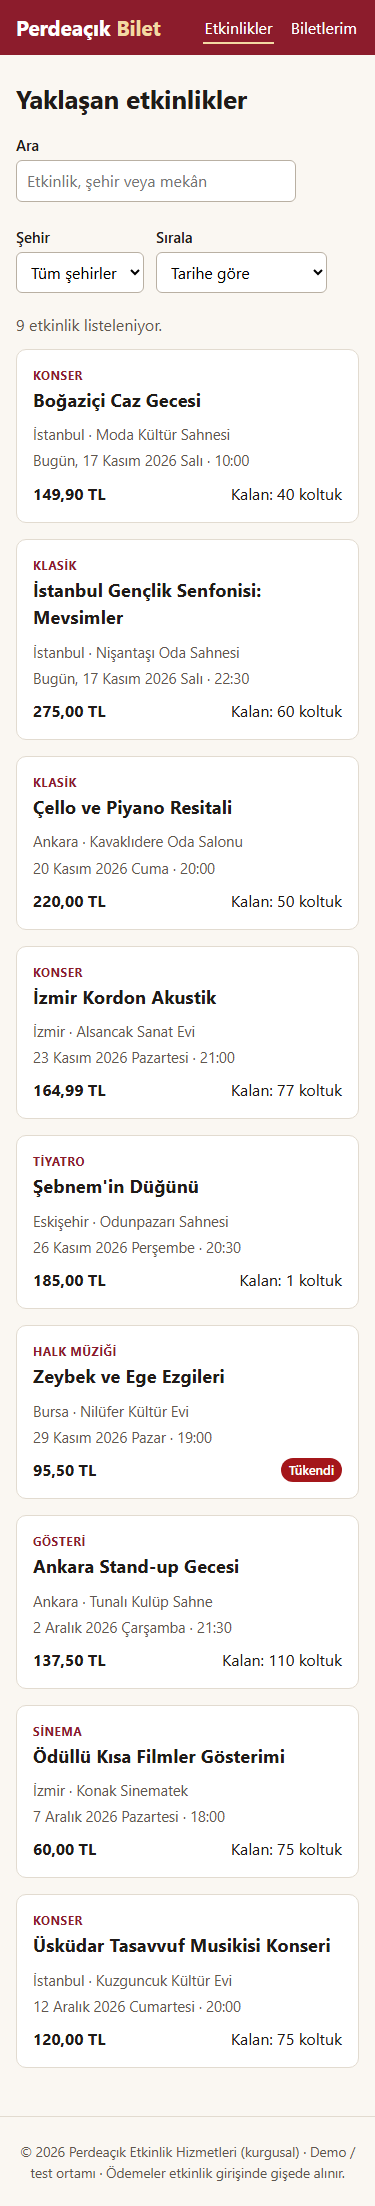 Perdeaçık Bilet
Etkinlikler
Biletlerim
Yaklaşan etkinlikler
Ara
Etkinlik, şehir veya mekân
Şehir
Sırala
Tüm şehirler
Tarihe göre
9 etkinlik listeleniyor.
KONSER
Boğaziçi Caz Gecesi
İstanbul · Moda Kültür Sahnesi
Bugün, 17 Kasım 2026 Salı · 10:00
149,90 TL
Kalan: 40 koltuk
KLASİK
İstanbul Gençlik Senfonisi:
Mevsimler
İstanbul · Nişantaşı Oda Sahnesi
Bugün, 17 Kasım 2026 Salı · 22:30
275,00 TL
Kalan: 60 koltuk
KLASİK
Çello ve Piyano Resitali
Ankara · Kavaklıdere Oda Salonu
20 Kasım 2026 Cuma · 20:00
220,00 TL
Kalan: 50 koltuk
KONSER
İzmir Kordon Akustik
İzmir · Alsancak Sanat Evi
23 Kasım 2026 Pazartesi · 21:00
164,99 TL
Kalan: 77 koltuk
TİYATRO
Şebnem'in Düğünü
Eskişehir · Odunpazarı Sahnesi
26 Kasım 2026 Perşembe · 20:30
185,00 TL
Kalan: 1 koltuk
HALK MÜZİĞİ
Zeybek ve Ege Ezgileri
Bursa · Nilüfer Kültür Evi
29 Kasım 2026 Pazar · 19:00
95,50 TL
Tükendi
GÖSTERİ
Ankara Stand-up Gecesi
Ankara · Tunalı Kulüp Sahne
2 Aralık 2026 Çarşamba · 21:30
137,50 TL
Kalan: 110 koltuk
SİNEMA
Ödüllü Kısa Filmler Gösterimi
İzmir · Konak Sinematek
7 Aralık 2026 Pazartesi · 18:00
60,00 TL
Kalan: 75 koltuk
KONSER
Üsküdar Tasavvuf Musikisi Konseri
İstanbul · Kuzguncuk Kültür Evi
12 Aralık 2026 Cumartesi · 20:00
120,00 TL
Kalan: 75 koltuk
© 2026 Perdeaçık Etkinlik Hizmetleri (kurgusal) · Demo /
test ortamı · Ödemeler etkinlik girişinde gişede alınır.